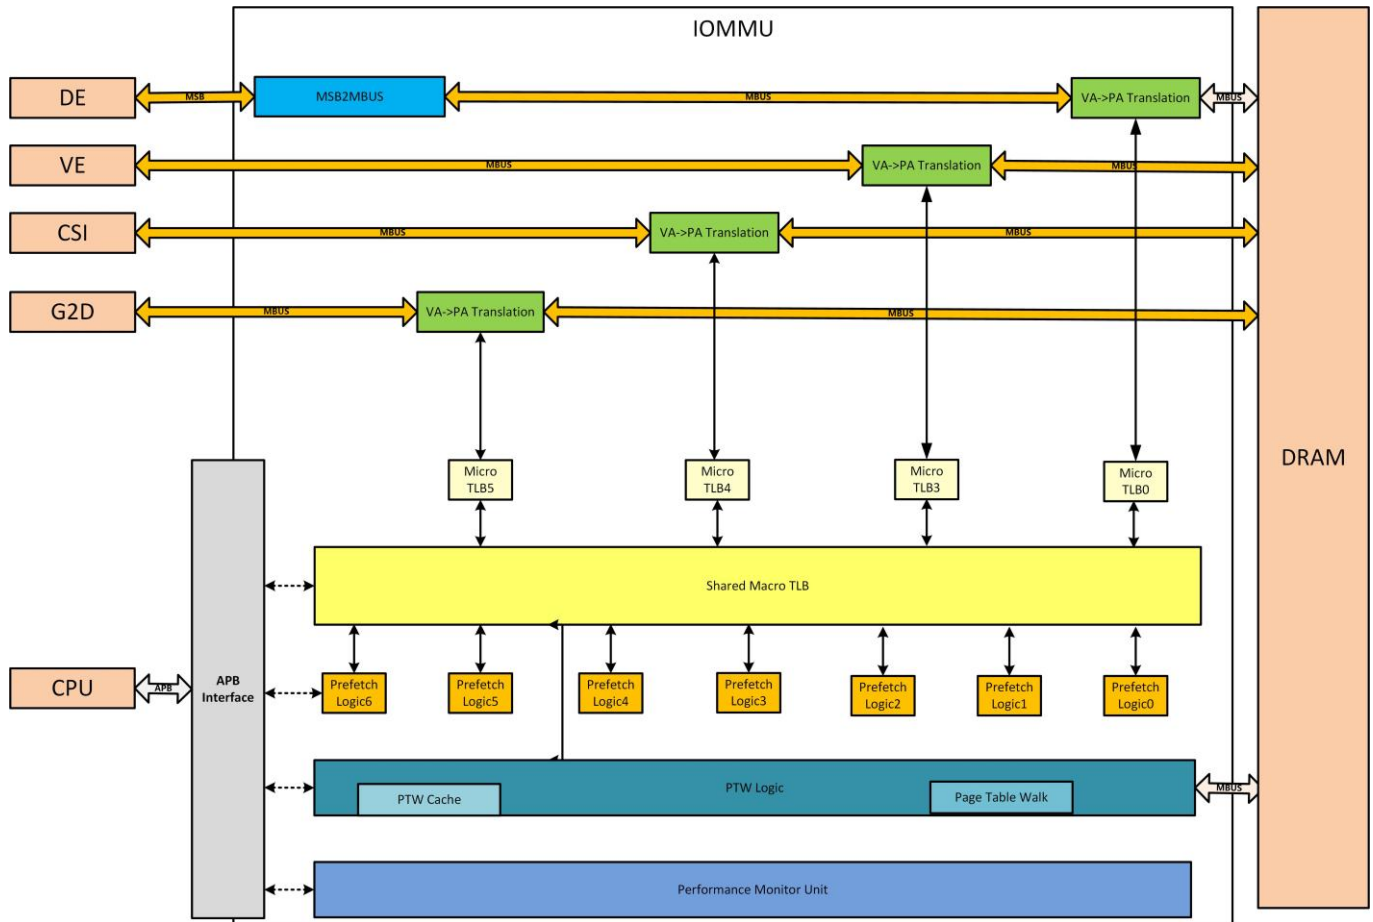 IOMMU
DE
MSB
MSB2MBUS
MBUS
VA->PA Translation
MBUS
VE
MBUS
VA->PA Translation
MBUS
CSI
MBUS
VA->PA Translation
MBUS
G2D
MBUS
VA->PA Translation
MBUS
DRAM
Micro
TLB5
Micro
TLB4
Micro
TLB3
Micro
TLB0
Shared Macro TLB
CPU
APB
APB
Interface
Prefetch
Logic6
Prefetch
Logic5
Prefetch
Logic4
Prefetch
Logic3
Prefetch
Logic2
Prefetch
Logic1
Prefetch
Logic0
PTW Logic
PTW Cache
Page Table Walk
MBUS
Performance Monitor Unit